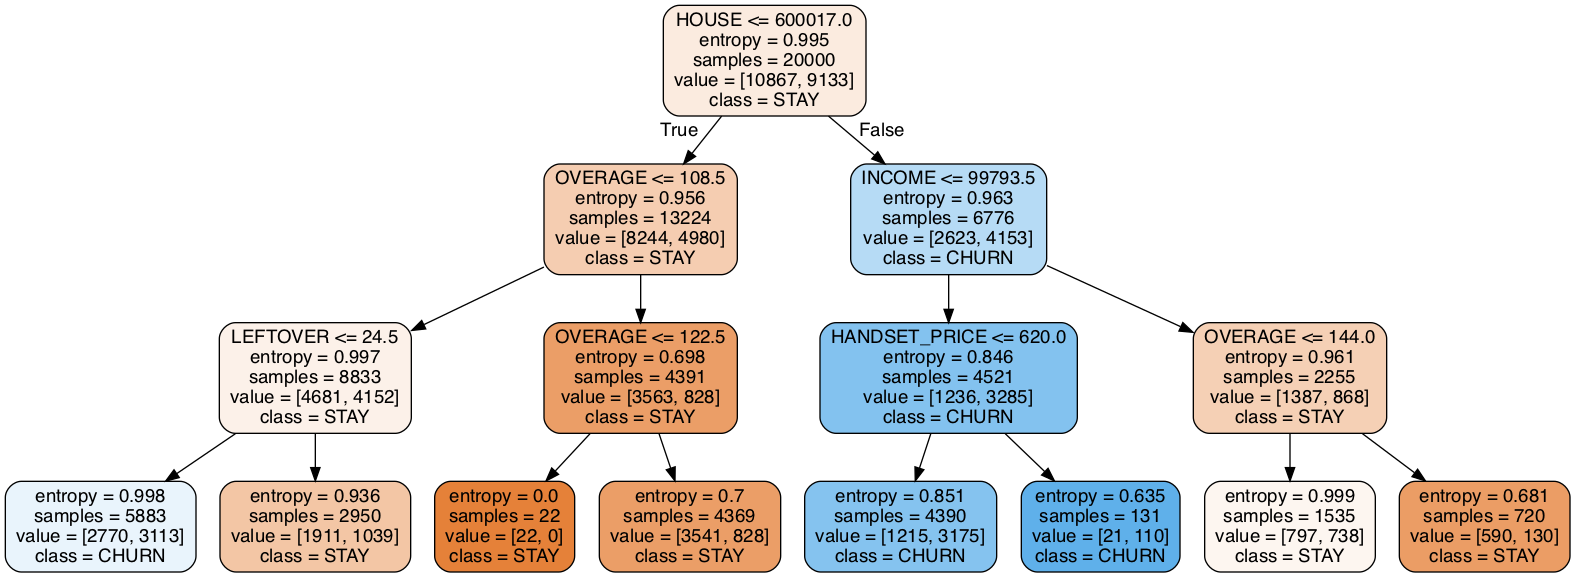 HOUSE <= 600017.0
entropy = 0.995
samples = 20000
value = [10867, 9133]
class = STAY
True
False
OVERAGE <= 108.5
entropy = 0.956
samples = 13224
value = [8244, 4980]
class = STAY
INCOME <= 99793.5
entropy = 0.963
samples = 6776
value = [2623, 4153]
class = CHURN
LEFTOVER <= 24.5
entropy = 0.997
samples = 8833
value = [4681, 4152]
class = STAY
OVERAGE <= 122.5
entropy = 0.698
samples = 4391
value = [3563, 828]
class = STAY
HANDSET_PRICE <= 620.0
entropy = 0.846
samples = 4521
value = [1236, 3285]
class = CHURN
OVERAGE <= 144.0
entropy = 0.961
samples = 2255
value = [1387, 868]
class = STAY
entropy = 0.998
samples = 5883
value = [2770, 3113]
class = CHURN
entropy = 0.936
samples = 2950
value = [1911, 1039]
class = STAY
entropy = 0.0
samples = 22
value = [22, 0]
class = STAY
entropy = 0.7
samples = 4369
value = [3541, 828]
class = STAY
entropy = 0.851
samples = 4390
value = [1215, 3175]
class = CHURN
entropy = 0.635
samples = 131
value = [21, 110]
class = CHURN
entropy = 0.999
samples = 1535
value = [797, 738]
class = STAY
entropy = 0.681
samples = 720
value = [590, 130]
class = STAY